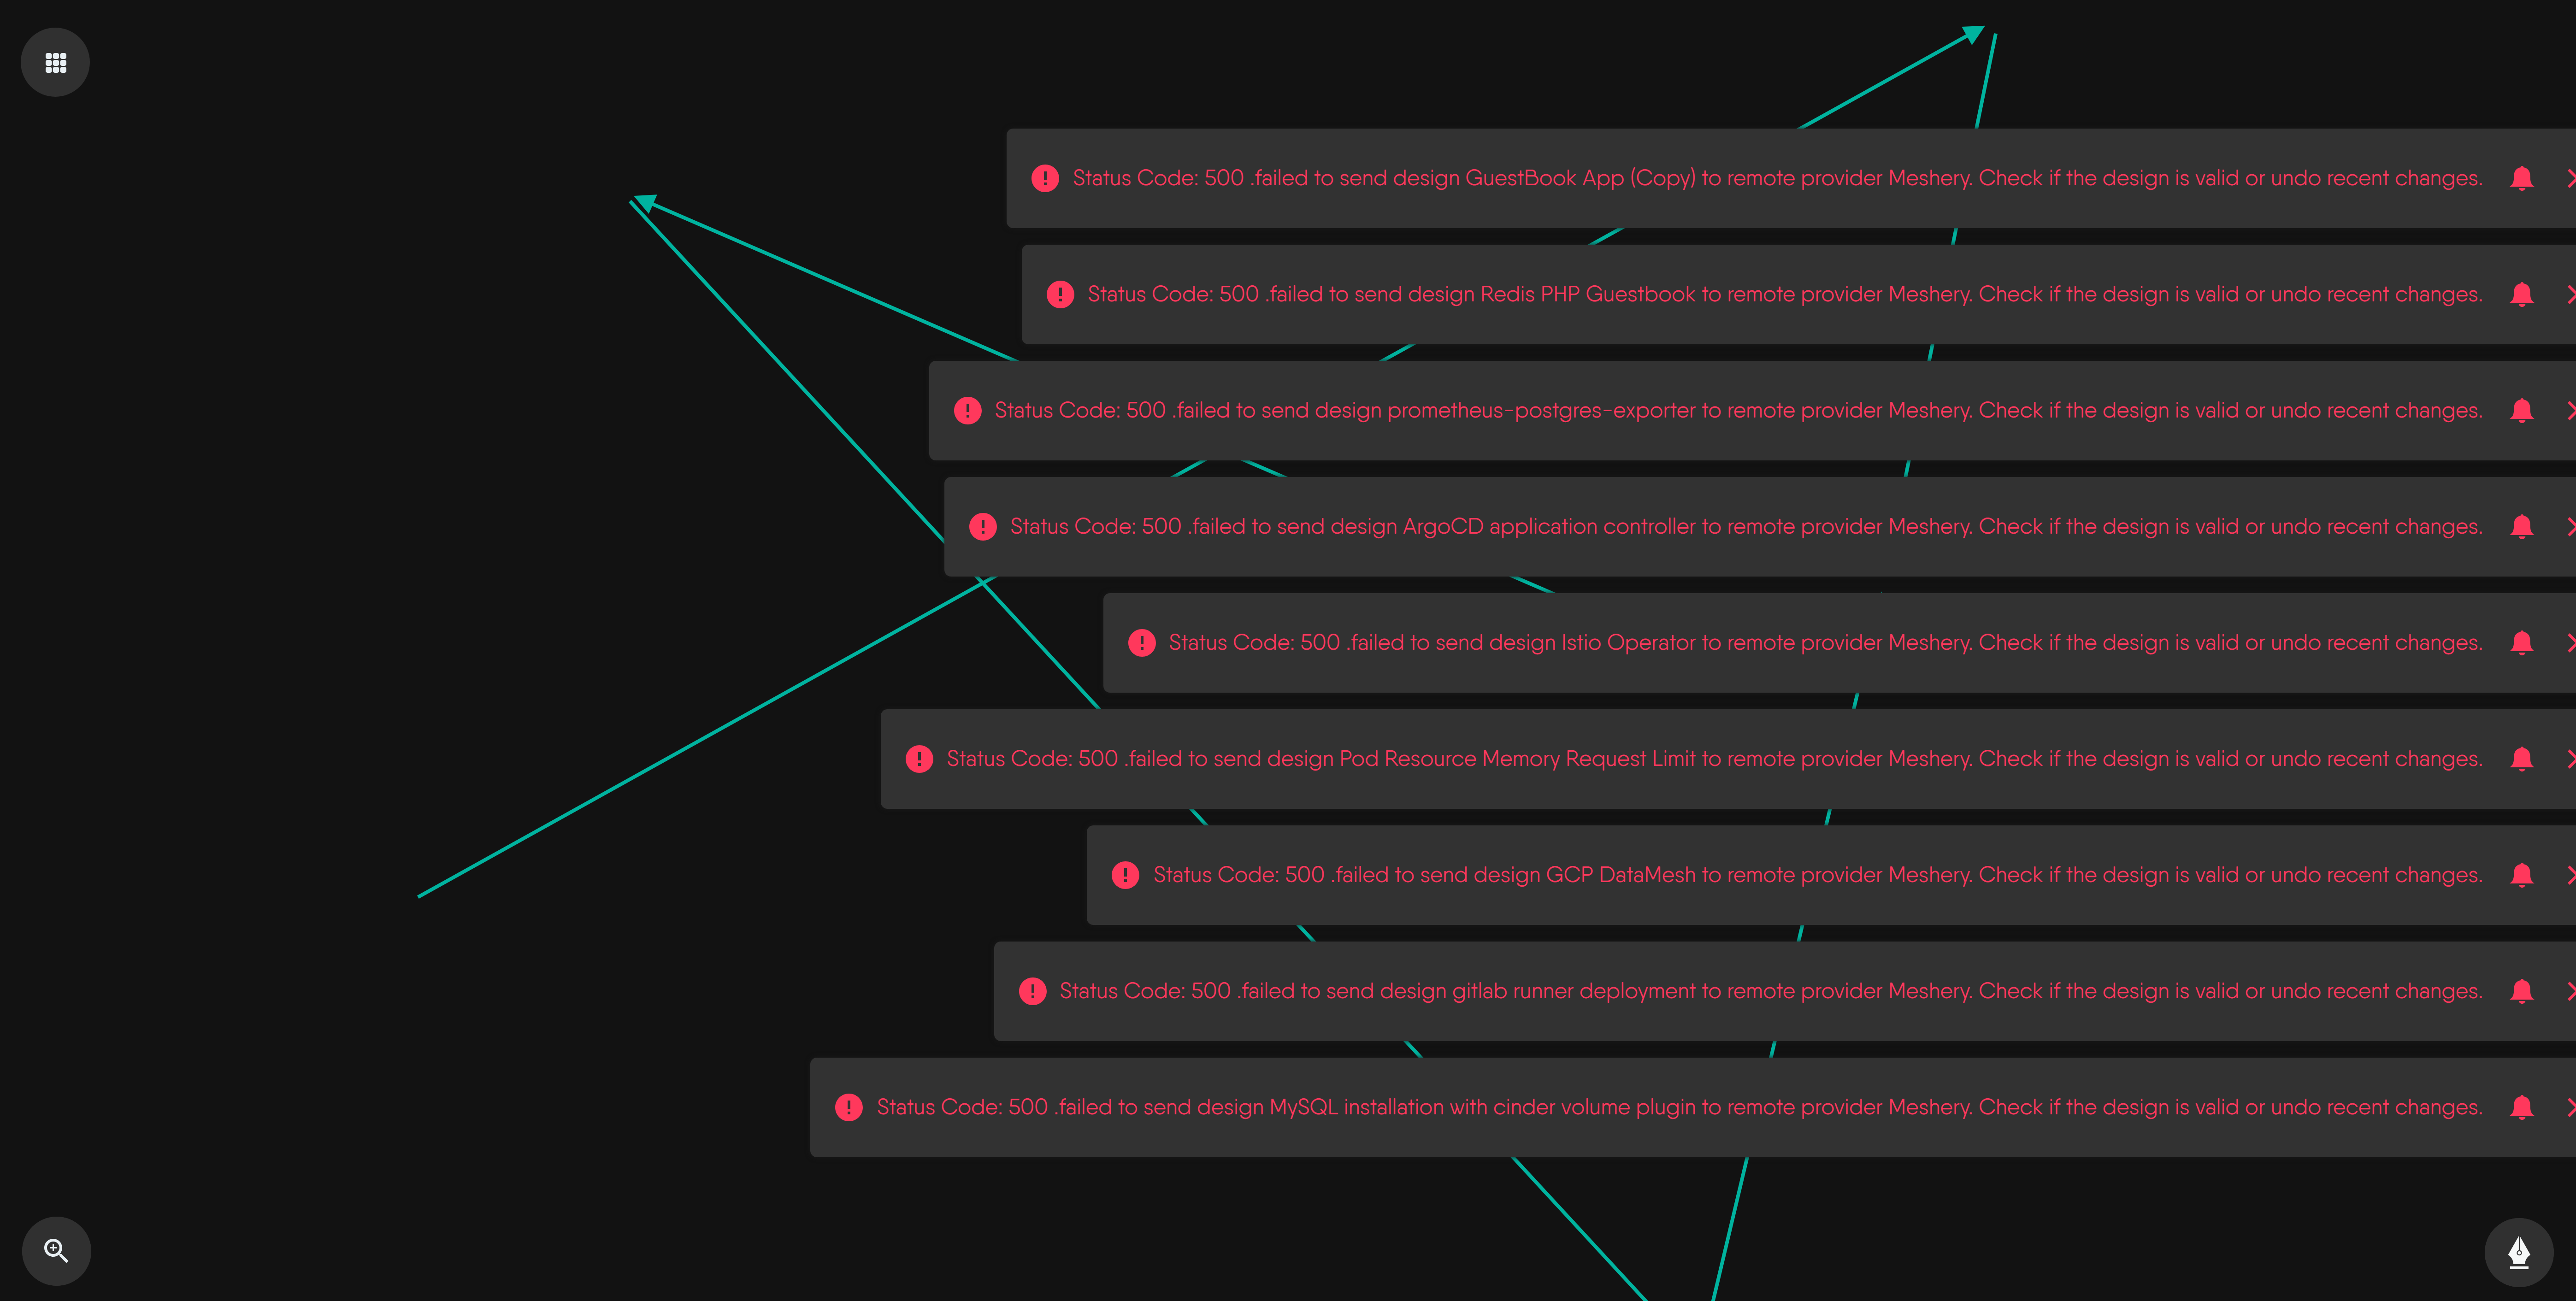 Status Code: 500 .failed to send design GuestBook App (Copy) to remote provider Meshery. Check if the design is valid or undo recent changes.
Status Code: 500 .failed to send design Redis PHP Guestbook to remote provider Meshery. Check if the design is valid or undo recent changes.
Status Code: 500 .failed to send design prometheus-postgres-exporter to remote provider Meshery. Check if the design is valid or undo recent changes.
Status Code: 500 .failed to send design ArgoCD application controller to remote provider Meshery. Check if the design is valid or undo recent changes.
Status Code: 500 .failed to send design Istio Operator to remote provider Meshery. Check if the design is valid or undo recent changes.
Status Code: 500 .failed to send design Pod Resource Memory Request Limit to remote provider Meshery. Check if the design is valid or undo recent changes.
Status Code: 500 .failed to send design GCP DataMesh to remote provider Meshery. Check if the design is valid or undo recent changes.
Status Code: 500 .failed to send design gitlab runner deployment to remote provider Meshery. Check if the design is valid or undo recent changes.
Status Code: 500 .failed to send design MySQL installation with cinder volume plugin to remote provider Meshery. Check if the design is valid or undo recent changes.